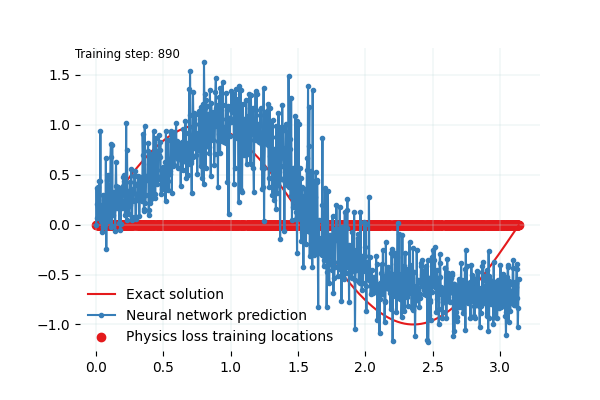 Training step: 890
1.5
1.0
0.5
0.0
−0.5
−1.0
Exact solution
Neural network prediction
Physics loss training locations
0.0 0.5 1.0 1.5 2.0 2.5 3.0